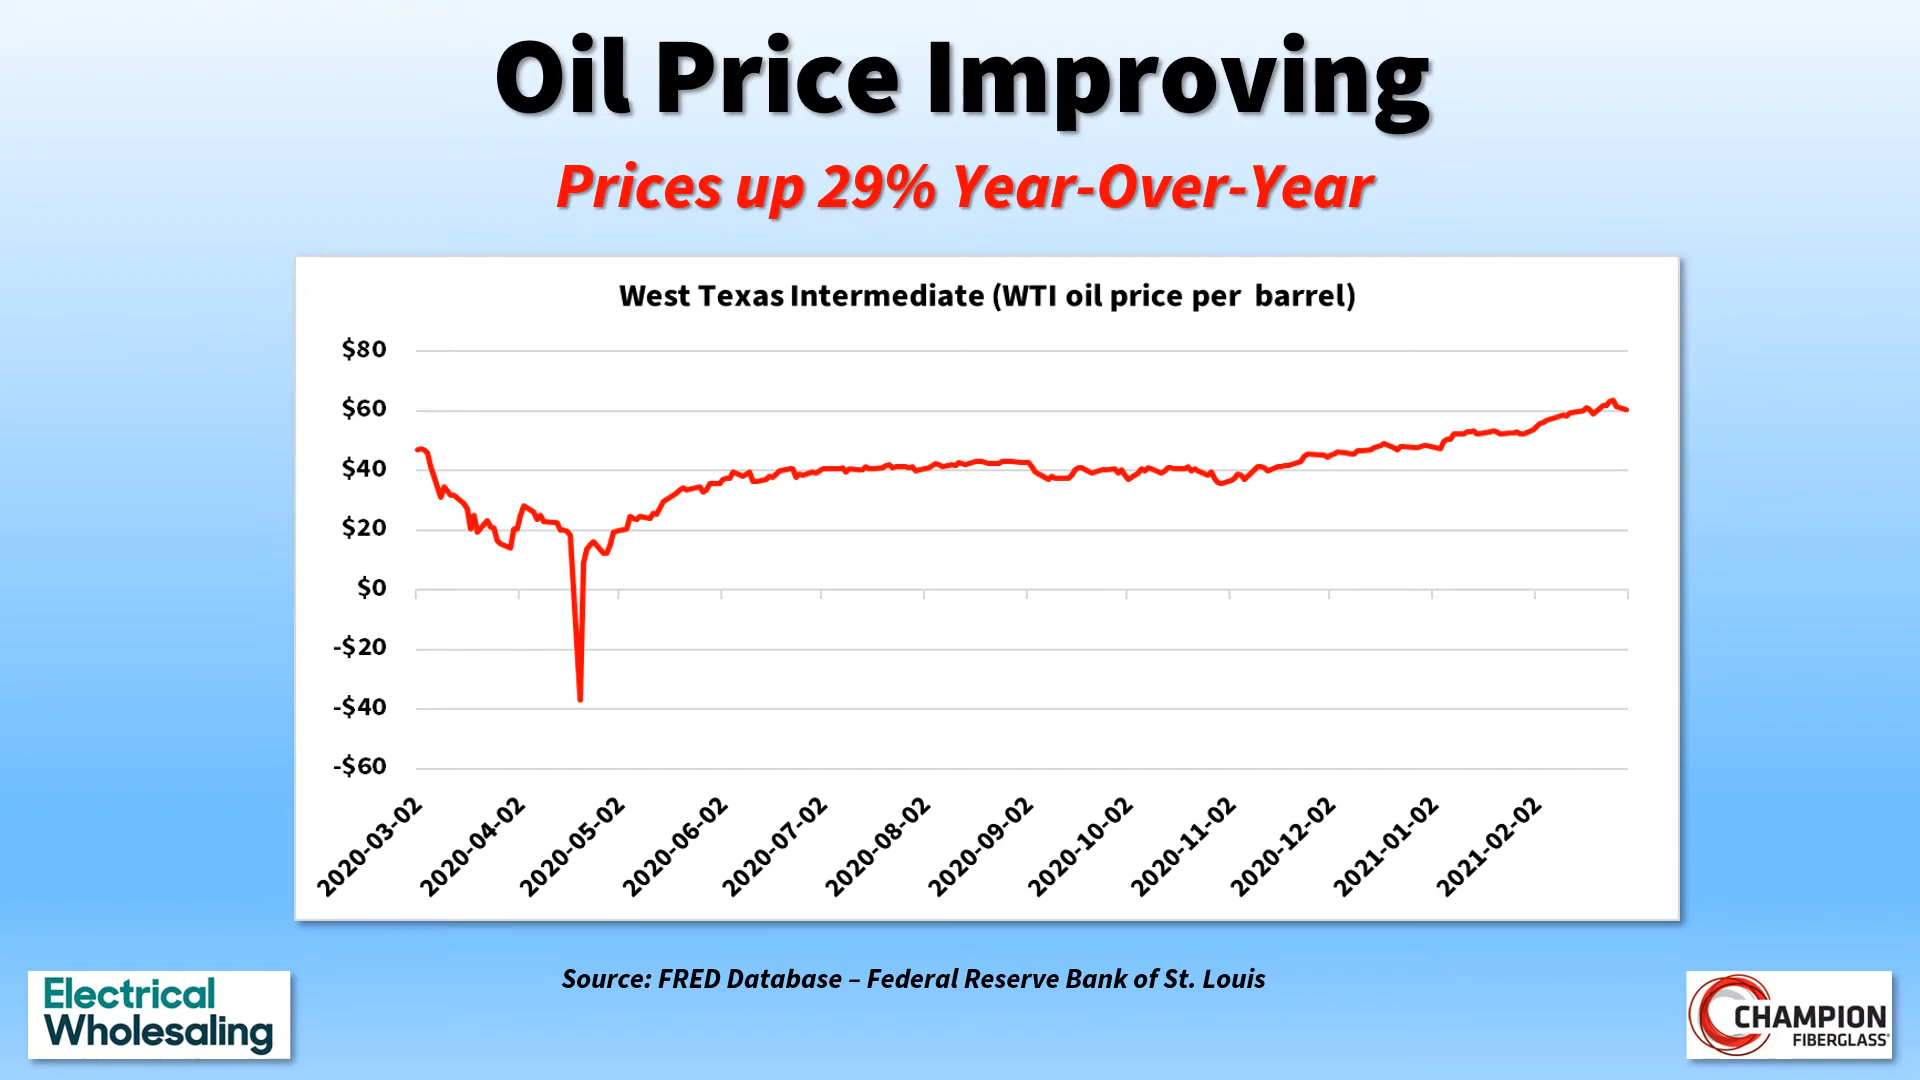 Oil Price Improving
Prices up 29% Year-Over-Year
West Texas Intermediate (WTI oil price per  barrel)
$80
$60
$40
$20
$0
-$20
-$40
-$60
2020-03-02
2020-04-02
2020-05-02
2020-06-02
2020-07-02
2020-08-02
2020-09-02
2020-10-02
2020-11-02
2020-12-02
2021-01-02
2021-02-02
Source: FRED Database – Federal Reserve Bank of St. Louis
Electrical
Wholesaling
CHAMPION
FIBERGLASS